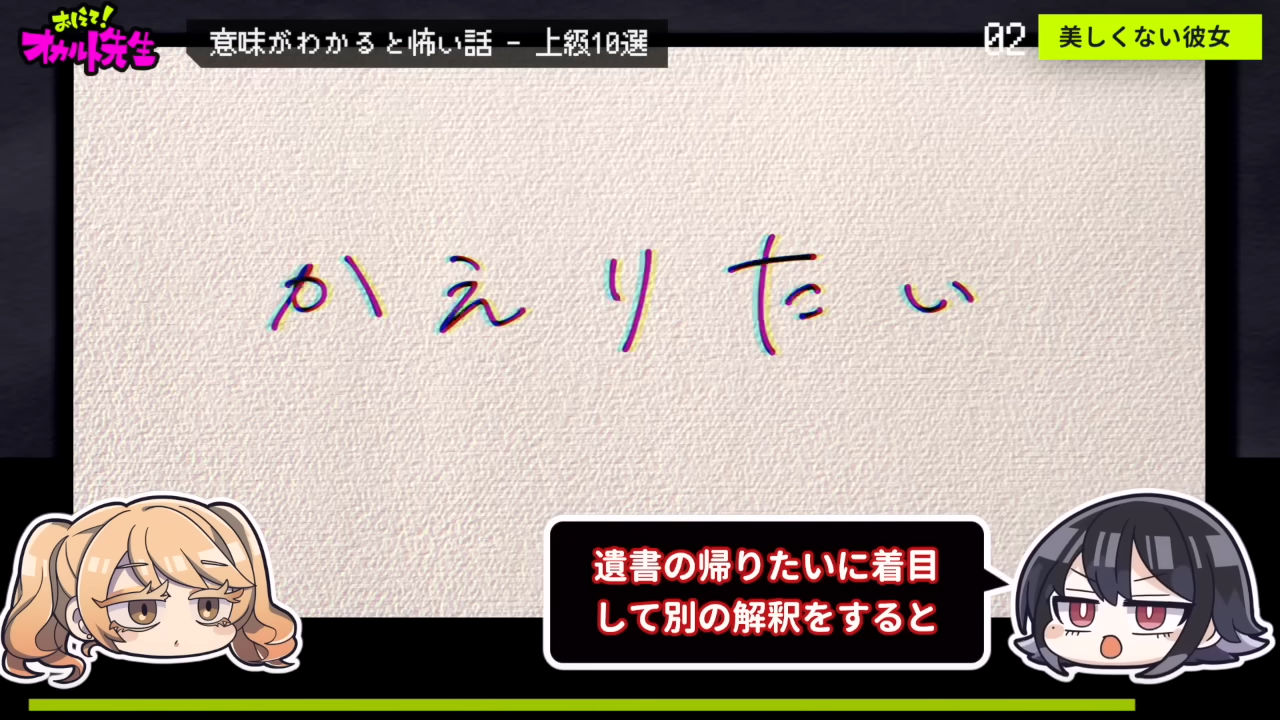 おしえて!
オカルト先生
意味がわかると怖い話 - 上級10選
02
美しくない彼女
かえりたい
遺書の帰りたいに着目
して別の解釈をすると